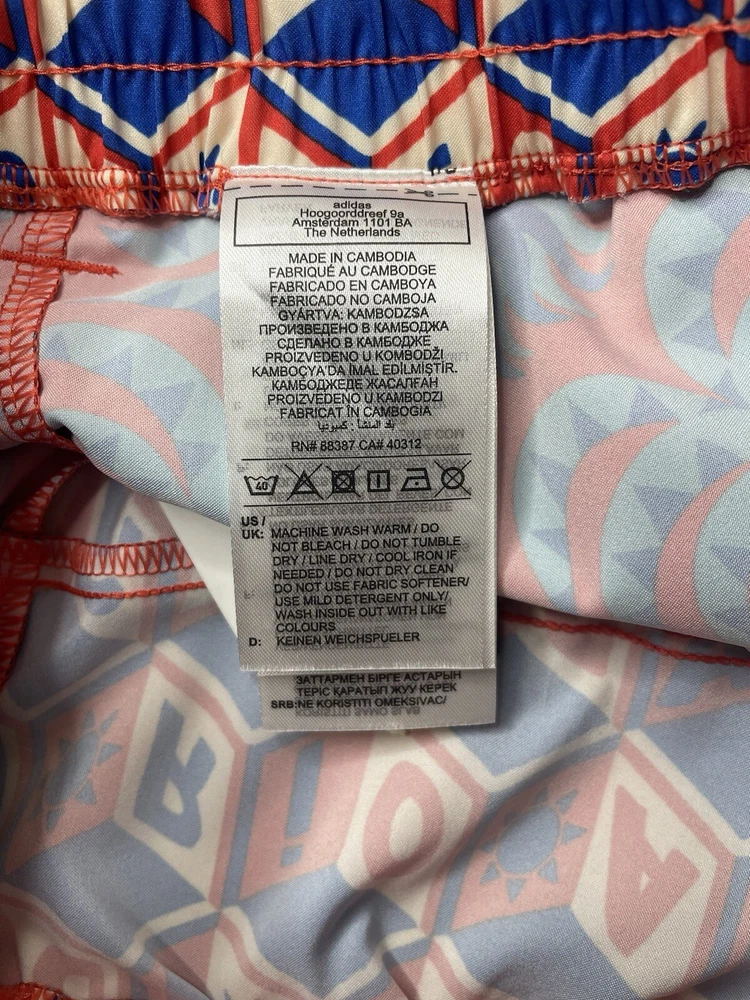 adidas
Hoogoorddreef 9a
Amsterdam 1101 BA
The Netherlands
MADE IN CAMBODIA
FABRIQUÉ AU CAMBODGE
FABRICADO EN CAMBOYA
FABRICADO NO CAMBOJA
GYÁRTVA: KAMBODZSA
ПРОИЗВЕДЕНО В КАМБОДЖА
СДЕЛАНО В КАМБОДЖЕ
PROIZVEDENO U KOMBODŽI
KAMBOÇYA'DA İMAL EDİLMİŞTİR.
КАМБОДЖЕДЕ ЖАСАЛҒАН
PROIZVEDENO U KAMBODŽI
FABRICAT ÎN CAMBOGIA
بلد المنشأ : كمبوديا
RN# 88387 CA# 40312
40
US /
UK: MACHINE WASH WARM / DO
NOT BLEACH / DO NOT TUMBLE
DRY / LINE DRY / COOL IRON IF
NEEDED / DO NOT DRY CLEAN
DO NOT USE FABRIC SOFTENER/
USE MILD DETERGENT ONLY/
WASH INSIDE OUT WITH LIKE
COLOURS
D: KEINEN WEICHSPUELER
ЗАТТАРМЕН БІРГЕ АСТАРЫН
ТЕРІС ҚАРАТЫП ЖУУ КЕРЕК
SRB:NE KORISTITI OMEKSIVAC/